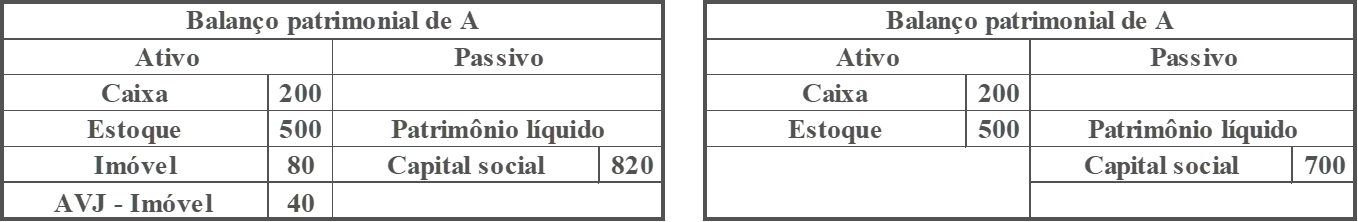 Balanço patrimonial de A
Ativo Passivo
Caixa 200
Estoque 500 Patrimônio líquido
Imóvel 80 Capital social 820
AVJ - Imóvel 40
Balanço patrimonial de A
Ativo Passivo
Caixa 200
Estoque 500 Patrimônio líquido
Capital social 700